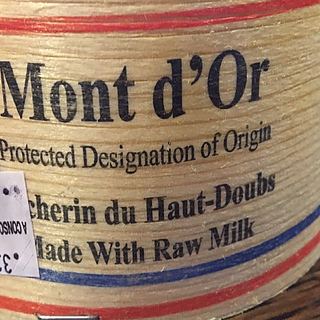 Mont d'Or
Protected Designation of Origin
cherin du Haut-Doubs
Made With Raw Milk